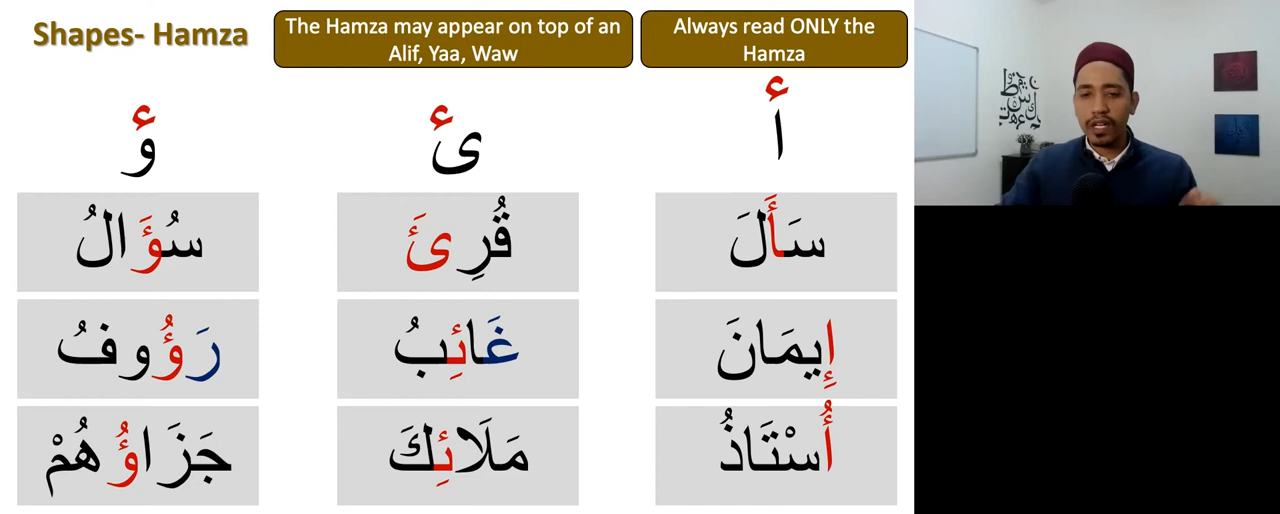 Shapes- Hamza
The Hamza may appear on top of an
Alif, Yaa, Waw
Always read ONLY the
Hamza
أ
ئ
ؤ
سَأَلَ
قُرِئَ
سُؤَالُ
إِيمَانَ
غَائِبُ
رَؤُوفُ
أُسْتَاذُ
مَلَائِكَ
جَزَاؤُهُمْ